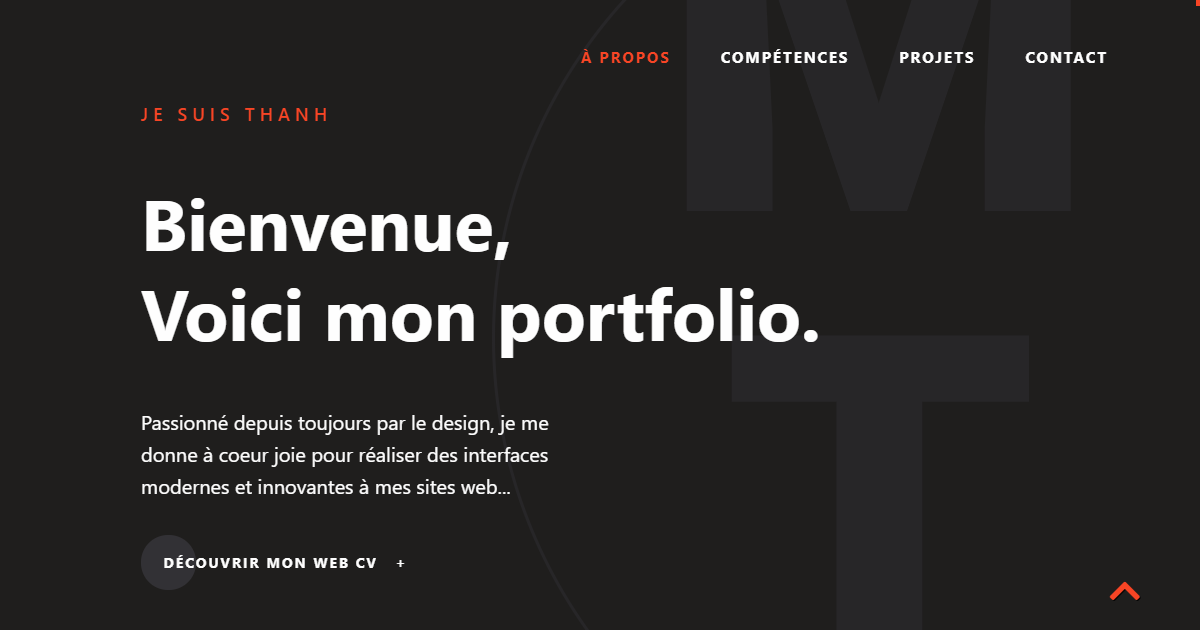 À PROPOS COMPÉTENCES PROJETS CONTACT
JE SUIS THANH
Bienvenue,
Voici mon portfolio.
Passionné depuis toujours par le design, je me
donne à coeur joie pour réaliser des interfaces
modernes et innovantes à mes sites web...
DÉCOUVRIR MON WEB CV +
M
T